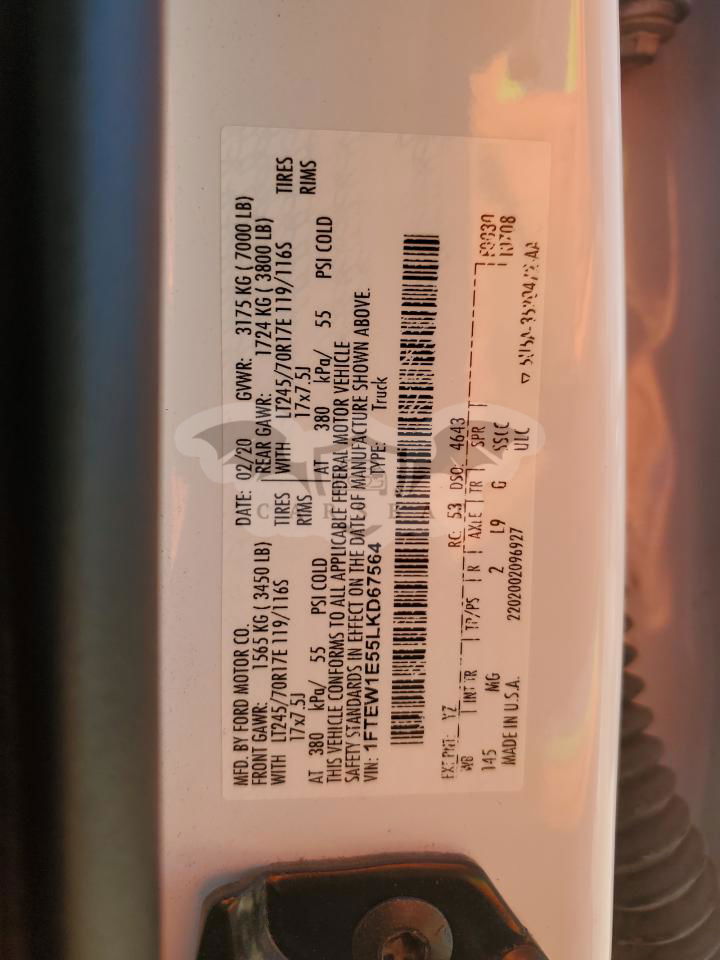 MFD. BY FORD MOTOR CO. DATE: 02/20 GVWR: 3175 KG ( 7000 LB)
FRONT GAWR: 1565 KG ( 3450 LB) REAR GAWR: 1724 KG ( 3800 LB)
WITH LT245/70R17E 119/116S TIRES WITH LT245/70R17E 119/116S TIRES
17x7.5J RIMS 17x7.5J RIMS
AT 380 kPa/ 55 PSI COLD AT 380 kPa/ 55 PSI COLD
THIS VEHICLE CONFORMS TO ALL APPLICABLE FEDERAL MOTOR VEHICLE
SAFETY STANDARDS IN EFFECT ON THE DATE OF MANUFACTURE SHOWN ABOVE.
VIN: 1FTEW1E55LKD67564 TYPE: Truck
EXT PNT: YZ RC: 53 DSO: 4643
WB INT TR TP/PS R AXLE TR SPR
145 MG 2 L9 G
MADE IN U.S.A. 2202002096927 ULC